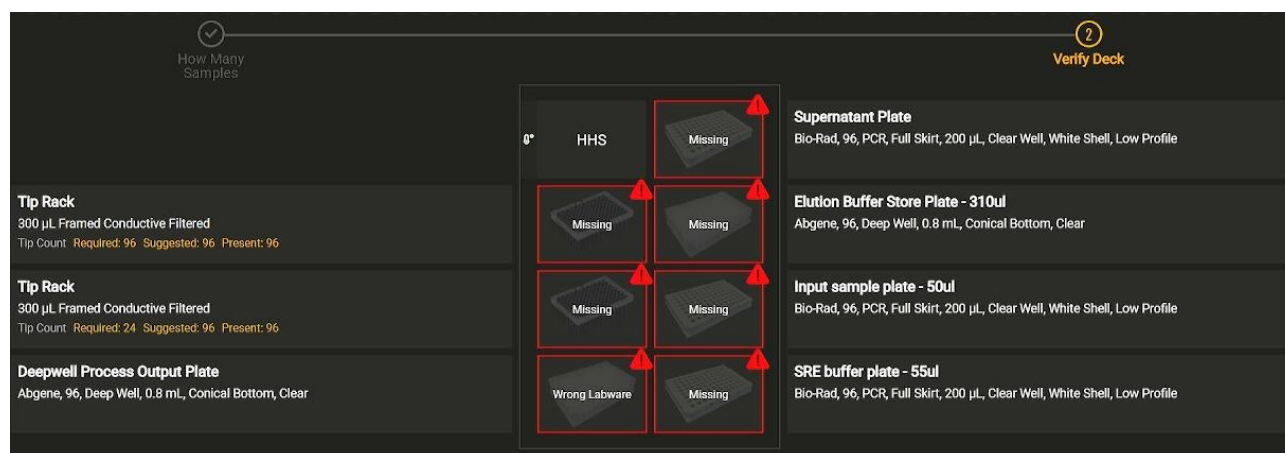 2
How Many
Samples
Verify Deck
0°
HHS
Missing
Supernatant Plate
Bio-Rad, 96, PCR, Full Skirt, 200 µL, Clear Well, White Shell, Low Profile
Tip Rack
300 µL Framed Conductive Filtered
Tip Count Required: 96 Suggested: 96 Present: 96
Missing
Missing
Elution Buffer Store Plate - 310ul
Abgene, 96, Deep Well, 0.8 mL, Conical Bottom, Clear
Tip Rack
300 µL Framed Conductive Filtered
Tip Count Required: 24 Suggested: 96 Present: 96
Missing
Missing
Input sample plate - 50ul
Bio-Rad, 96, PCR, Full Skirt, 200 µL, Clear Well, White Shell, Low Profile
Deepwell Process Output Plate
Abgene, 96, Deep Well, 0.8 mL, Conical Bottom, Clear
Wrong Labware
Missing
SRE buffer plate - 55ul
Bio-Rad, 96, PCR, Full Skirt, 200 µL, Clear Well, White Shell, Low Profile